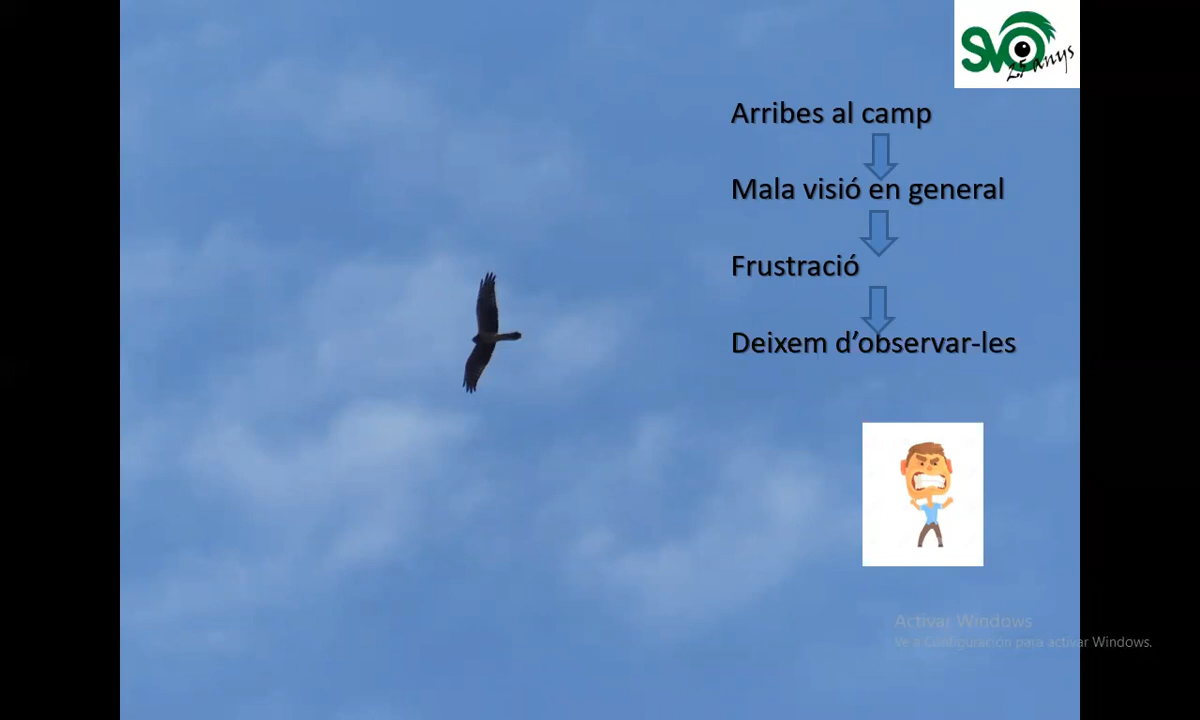 SVO
25 anys
Arribes al camp
Mala visió en general
Frustració
Deixem d’observar-les
Activar Windows
Ve a Configuración para activar Windows.